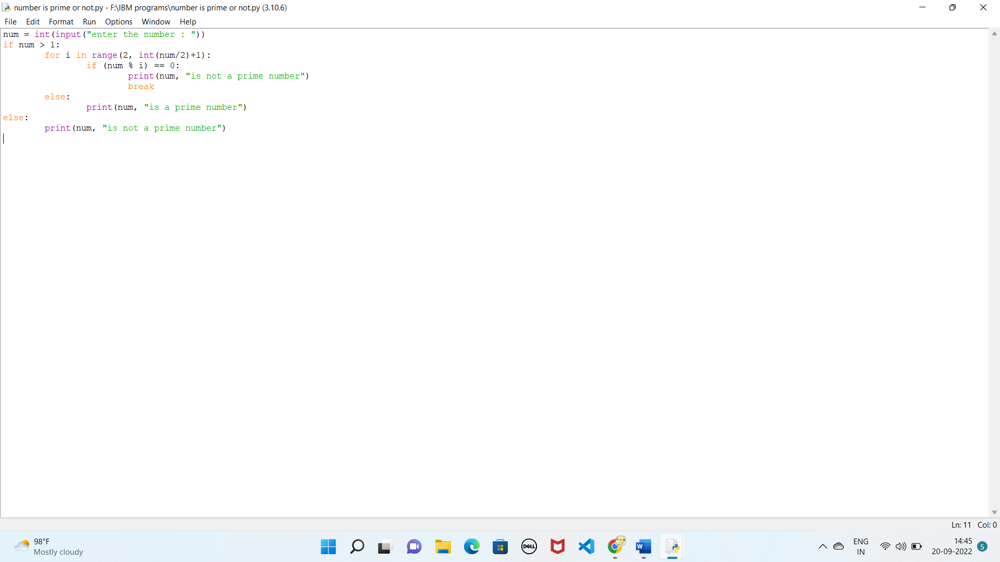 number is prime or not.py - F:\IBM programs\number is prime or not.py (3.10.6)
File Edit Format Run Options Window Help
num = int(input("enter the number : "))
if num > 1:
        for i in range(2, int(num/2)+1):
                if (num % i) == 0:
                        print(num, "is not a prime number")
                        break
        else:
                print(num, "is a prime number")
else:
        print(num, "is not a prime number")
Ln: 11 Col: 0
98°F
Mostly cloudy
DELL
W
ENG
IN
14:45
20-09-2022
5